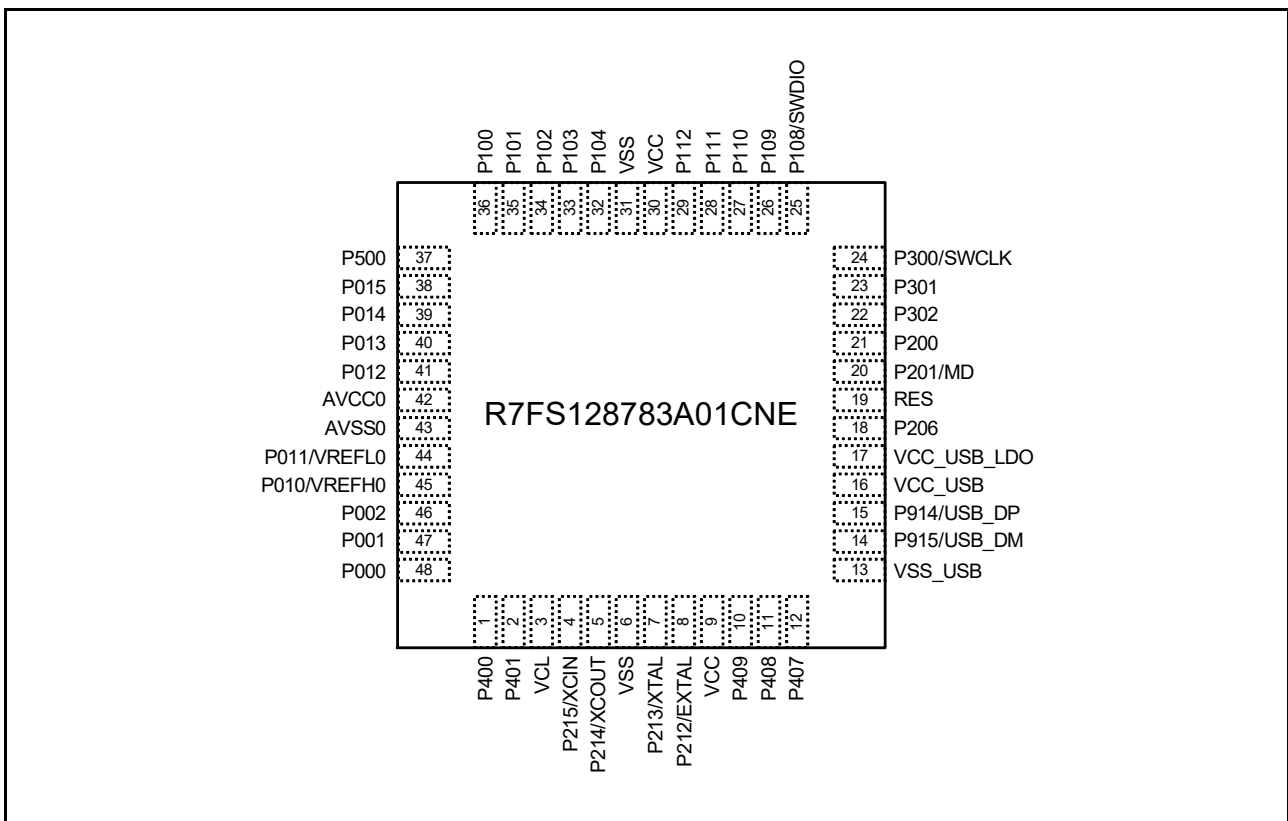 P100
P101
P102
P103
P104
VSS
VCC
P112
P111
P110
P109
P108/SWDIO
36
35
34
33
32
31
30
29
28
27
26
25
P500 37
P015 38
P014 39
P013 40
P012 41
AVCC0 42
AVSS0 43
P011/VREFL0 44
P010/VREFH0 45
P002 46
P001 47
P000 48
R7FS128783A01CNE
24 P300/SWCLK
23 P301
22 P302
21 P200
20 P201/MD
19 RES
18 P206
17 VCC_USB_LDO
16 VCC_USB
15 P914/USB_DP
14 P915/USB_DM
13 VSS_USB
1
2
3
4
5
6
7
8
9
10
11
12
P400
P401
VCL
P215/XCIN
P214/XCOUT
VSS
P213/XTAL
P212/EXTAL
VCC
P409
P408
P407